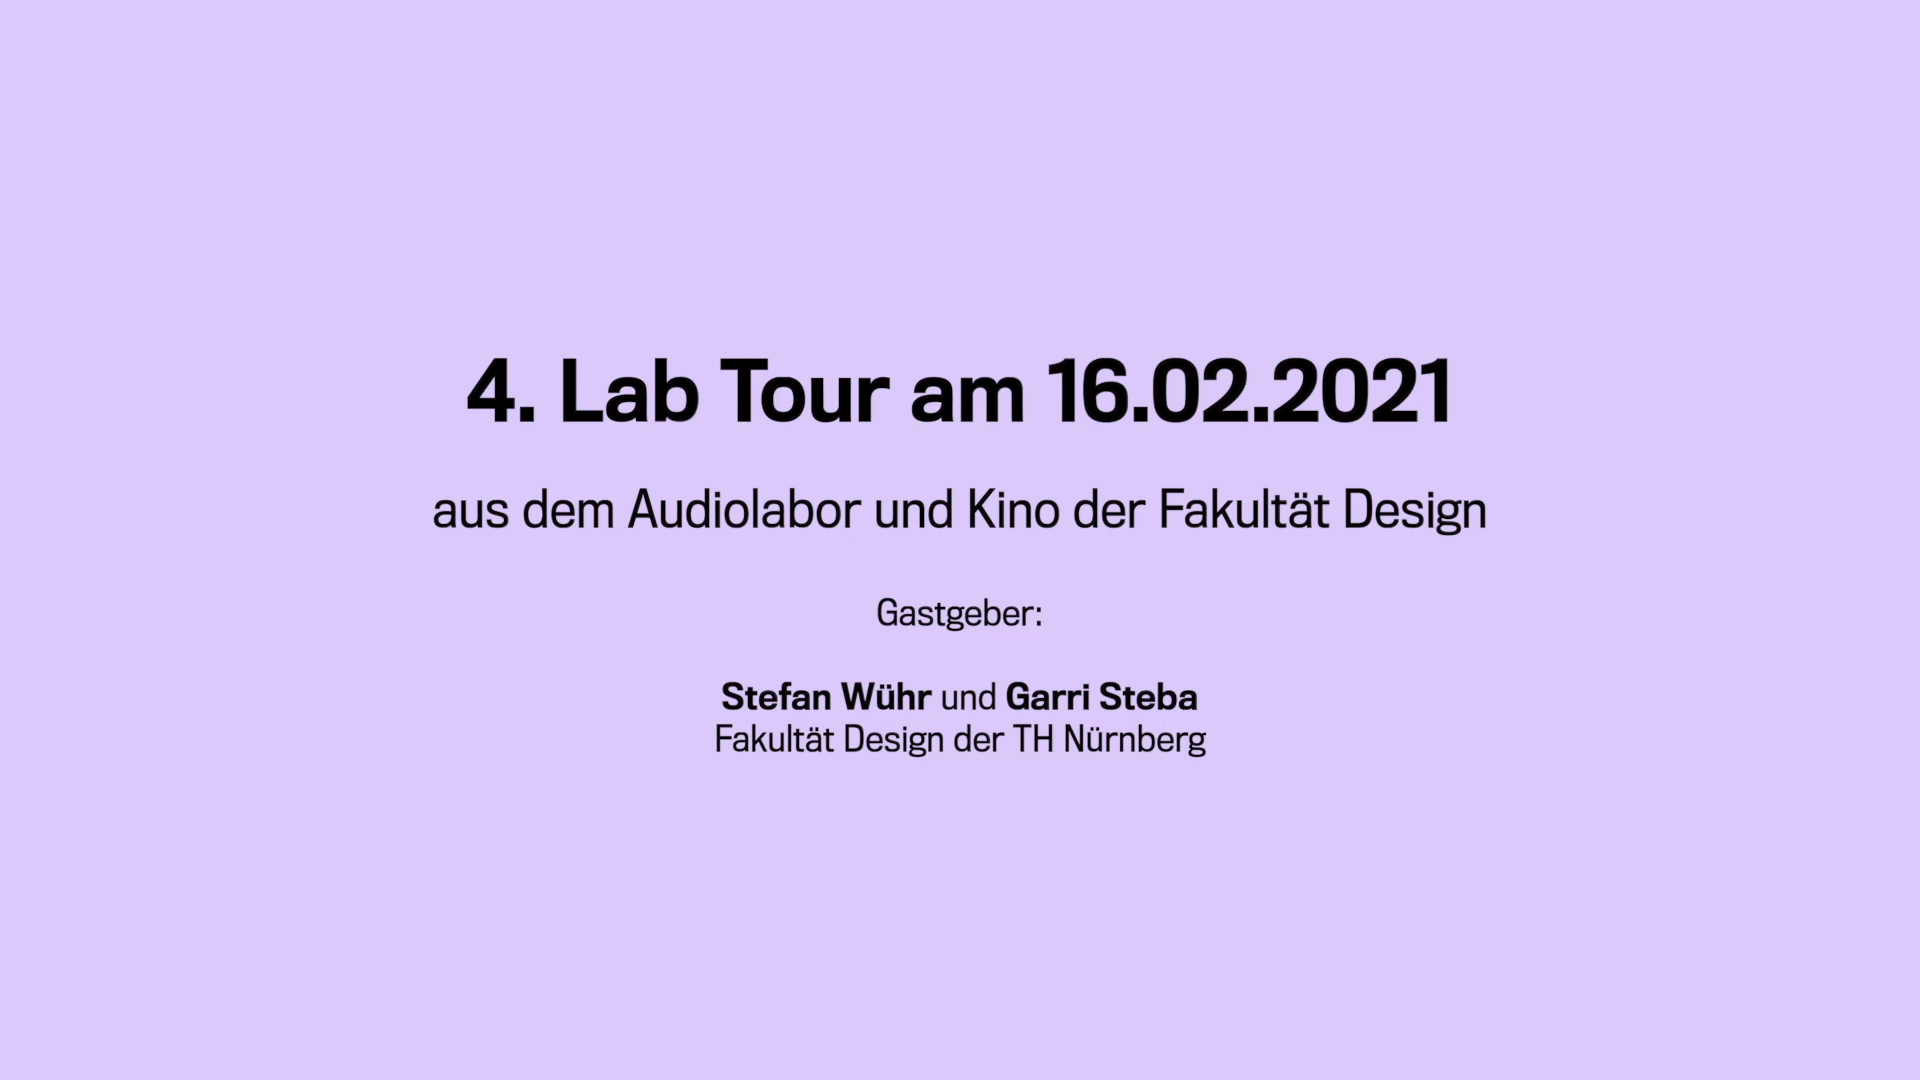 4. Lab Tour am 16.02.2021
aus dem Audiolabor und Kino der Fakultät Design
Gastgeber:
Stefan Wühr und Garri Steba
Fakultät Design der TH Nürnberg